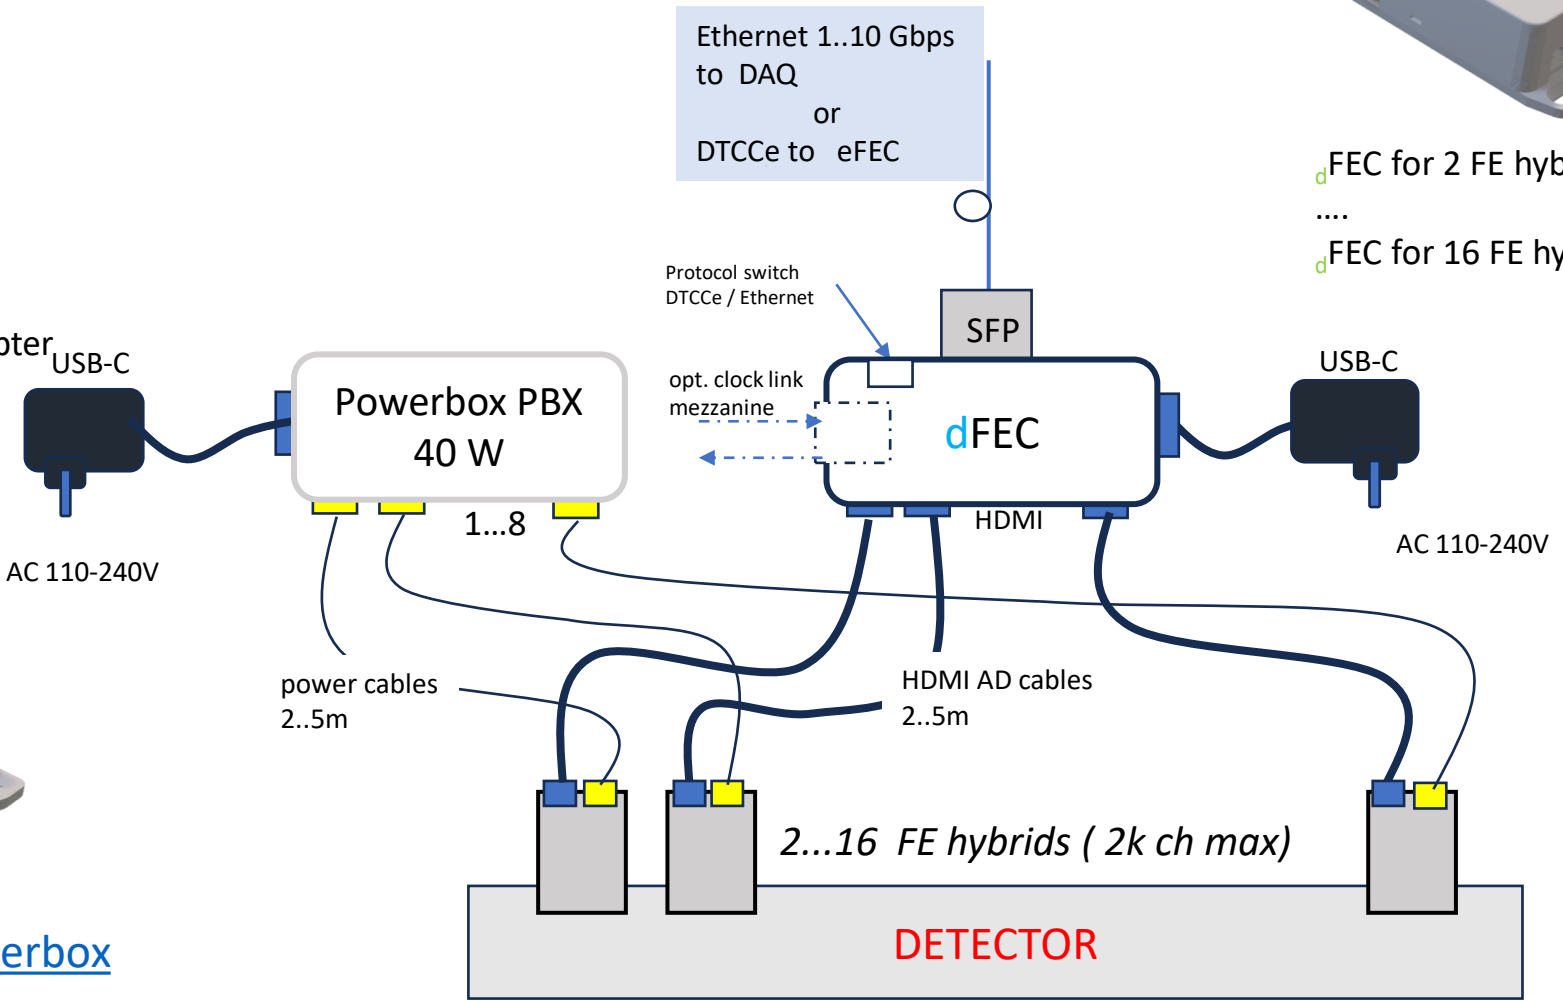 Ethernet 1..10 Gbps
to DAQ
or
DTCCe to eFEC
dFEC for 2 FE
....
dFEC for 16 FE
Protocol switch
DTCCe / Ethernet
SFP
USB-C
Powerbox PBX
40 W
opt. clock link
mezzanine
dFEC
USB-C
1...8
HDMI
AC 110-240V
AC 110-240V
power cables
2..5m
HDMI AD cables
2..5m
2...16 FE hybrids ( 2k ch max)
DETECTOR
erbox